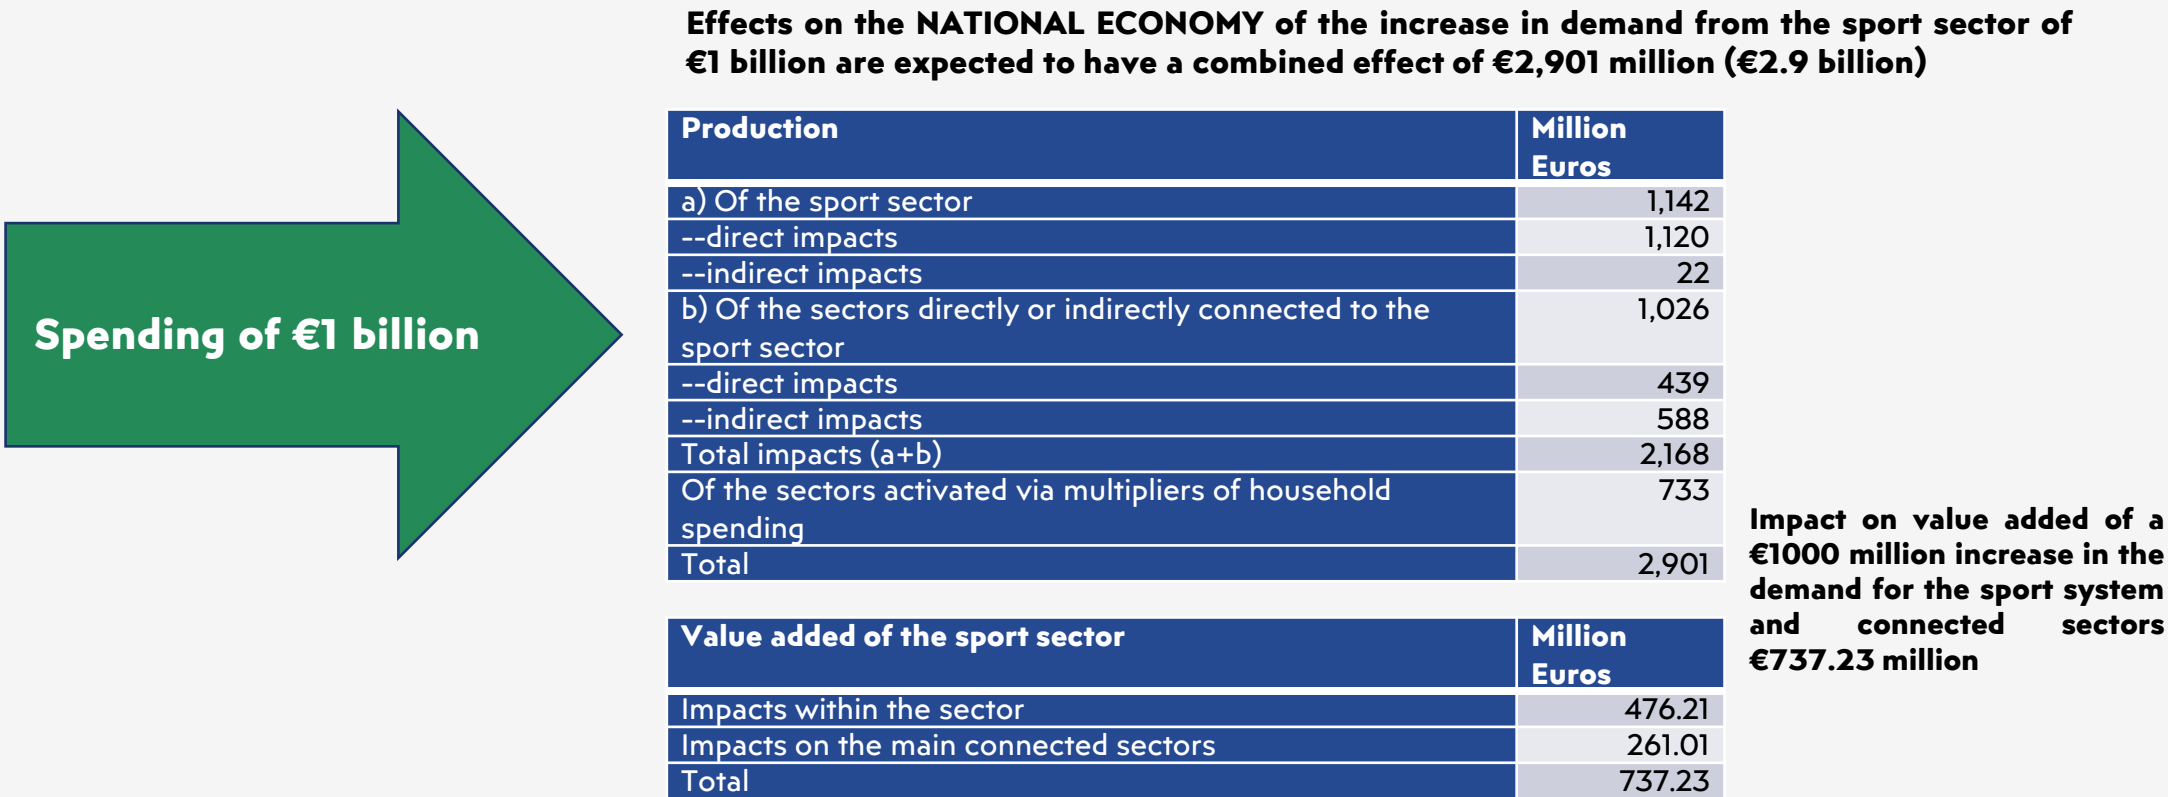 Effects on the NATIONAL ECONOMY of the increase in demand from the sport sector of
€1 billion are expected to have a combined effect of €2,901 million (€2.9 billion)
Spending of €1 billion
Production Million
Euros
a) Of the sport sector 1,142
--direct impacts 1,120
--indirect impacts 22
b) Of the sectors directly or indirectly connected to the 1,026
sport sector
--direct impacts 439
--indirect impacts 588
Total impacts (a+b) 2,168
Of the sectors activated via multipliers of household 733
spending
Total 2,901
Value added of the sport sector Million
Euros
Impacts within the sector 476.21
Impacts on the main connected sectors 261.01
Total 737.23
Impact on value added of a
€1000 million increase in the
demand for the sport system
and connected sectors
€737.23 million